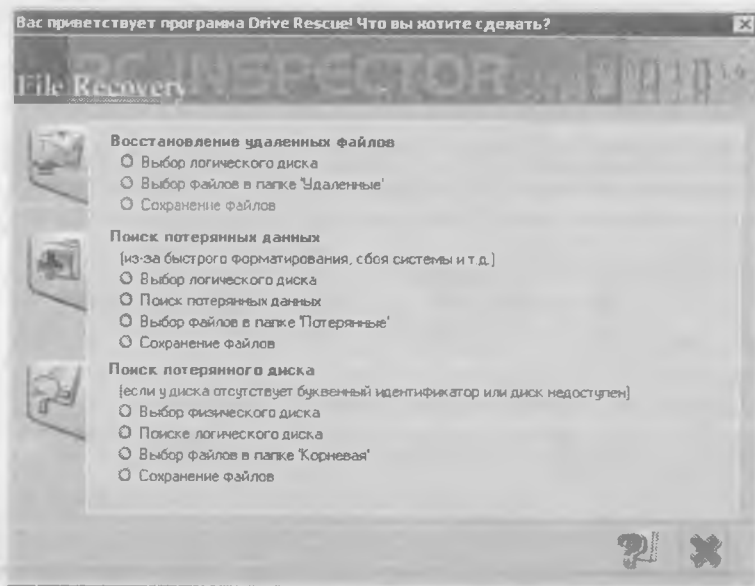 Вас приветствует программа Drive Rescue! Что вы хотите сделать?
PC INSPECTOR
File Recovery
Восстановление удаленных файлов
Выбор логического диска
Выбор файлов в папке 'Удаленные'
Сохранение файлов
Поиск потерянных данных
(из-за быстрого форматирования, сбоя системы и т.д.)
Выбор логического диска
Поиск потерянных данных
Выбор файлов в папке 'Потерянные'
Сохранение файлов
Поиск потерянного диска
(если у диска отсутствует буквенный идентификатор или диск недоступен)
Выбор физического диска
Поиске логического диска
Выбор файлов в папке 'Корневая'
Сохранение файлов